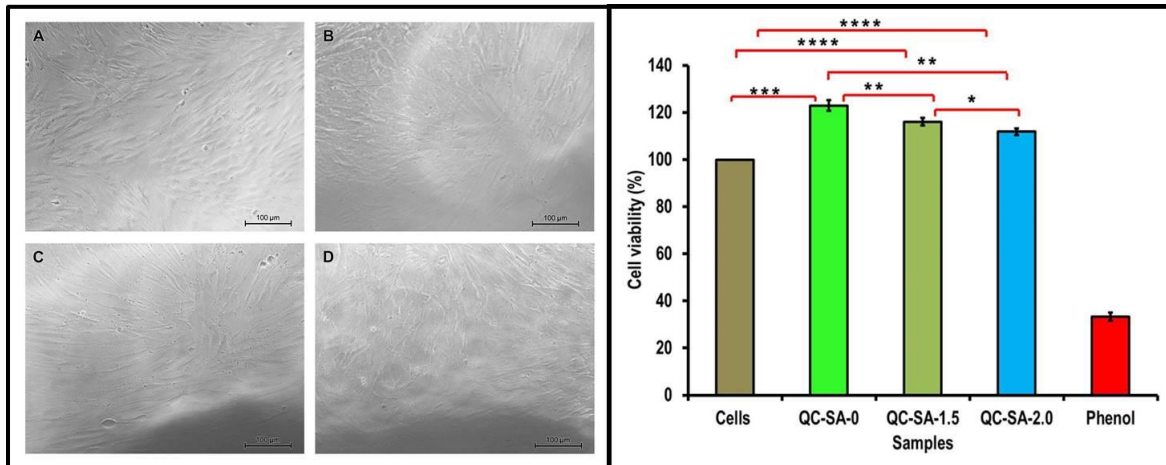 A
B
100 µm
100 µm
C
D
100 µm
100 µm
****
****
**
***
**
*
140
120
100
80
60
40
20
0
Cell viability (%)
Cells
QC-SA-0
QC-SA-1.5
QC-SA-2.0
Phenol
Samples